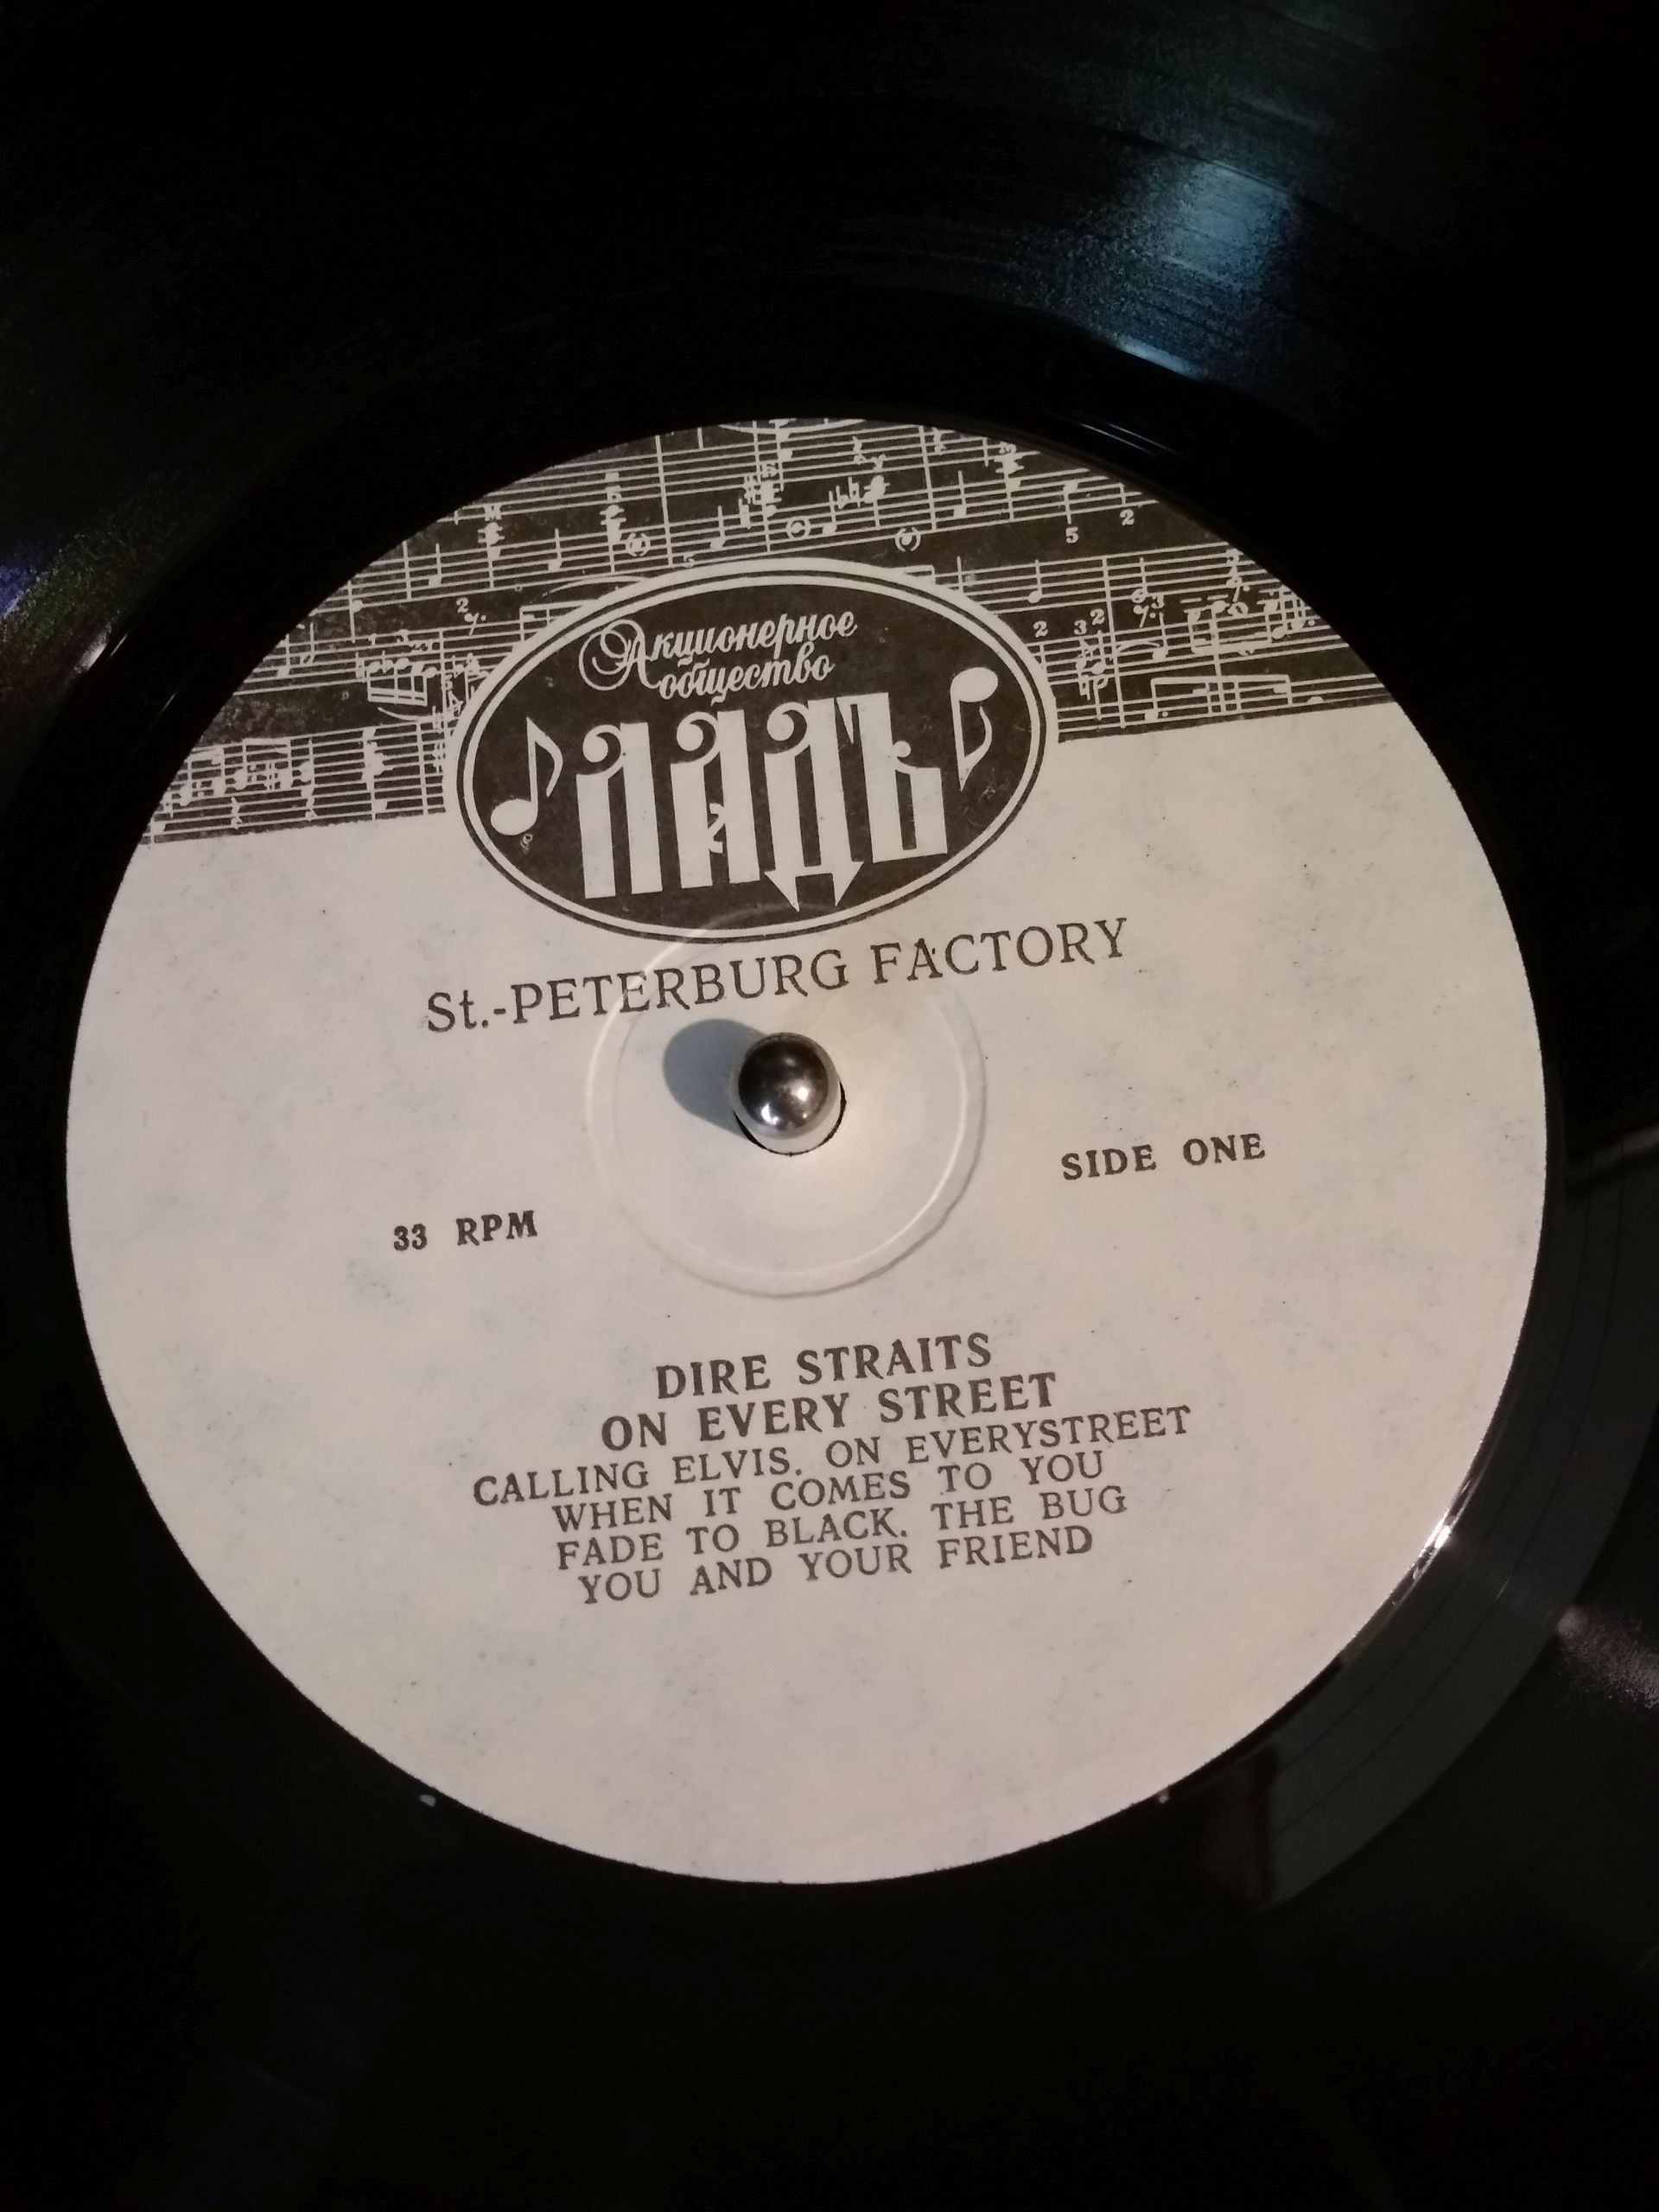 Акционерное
общество
ЛАДЪ
St.-PETERBURG FACTORY
SIDE ONE
33 RPM
DIRE STRAITS
ON EVERY STREET
CALLING ELVIS. ON EVERYSTREET
WHEN IT COMES TO YOU
FADE TO BLACK. THE BUG
YOU AND YOUR FRIEND